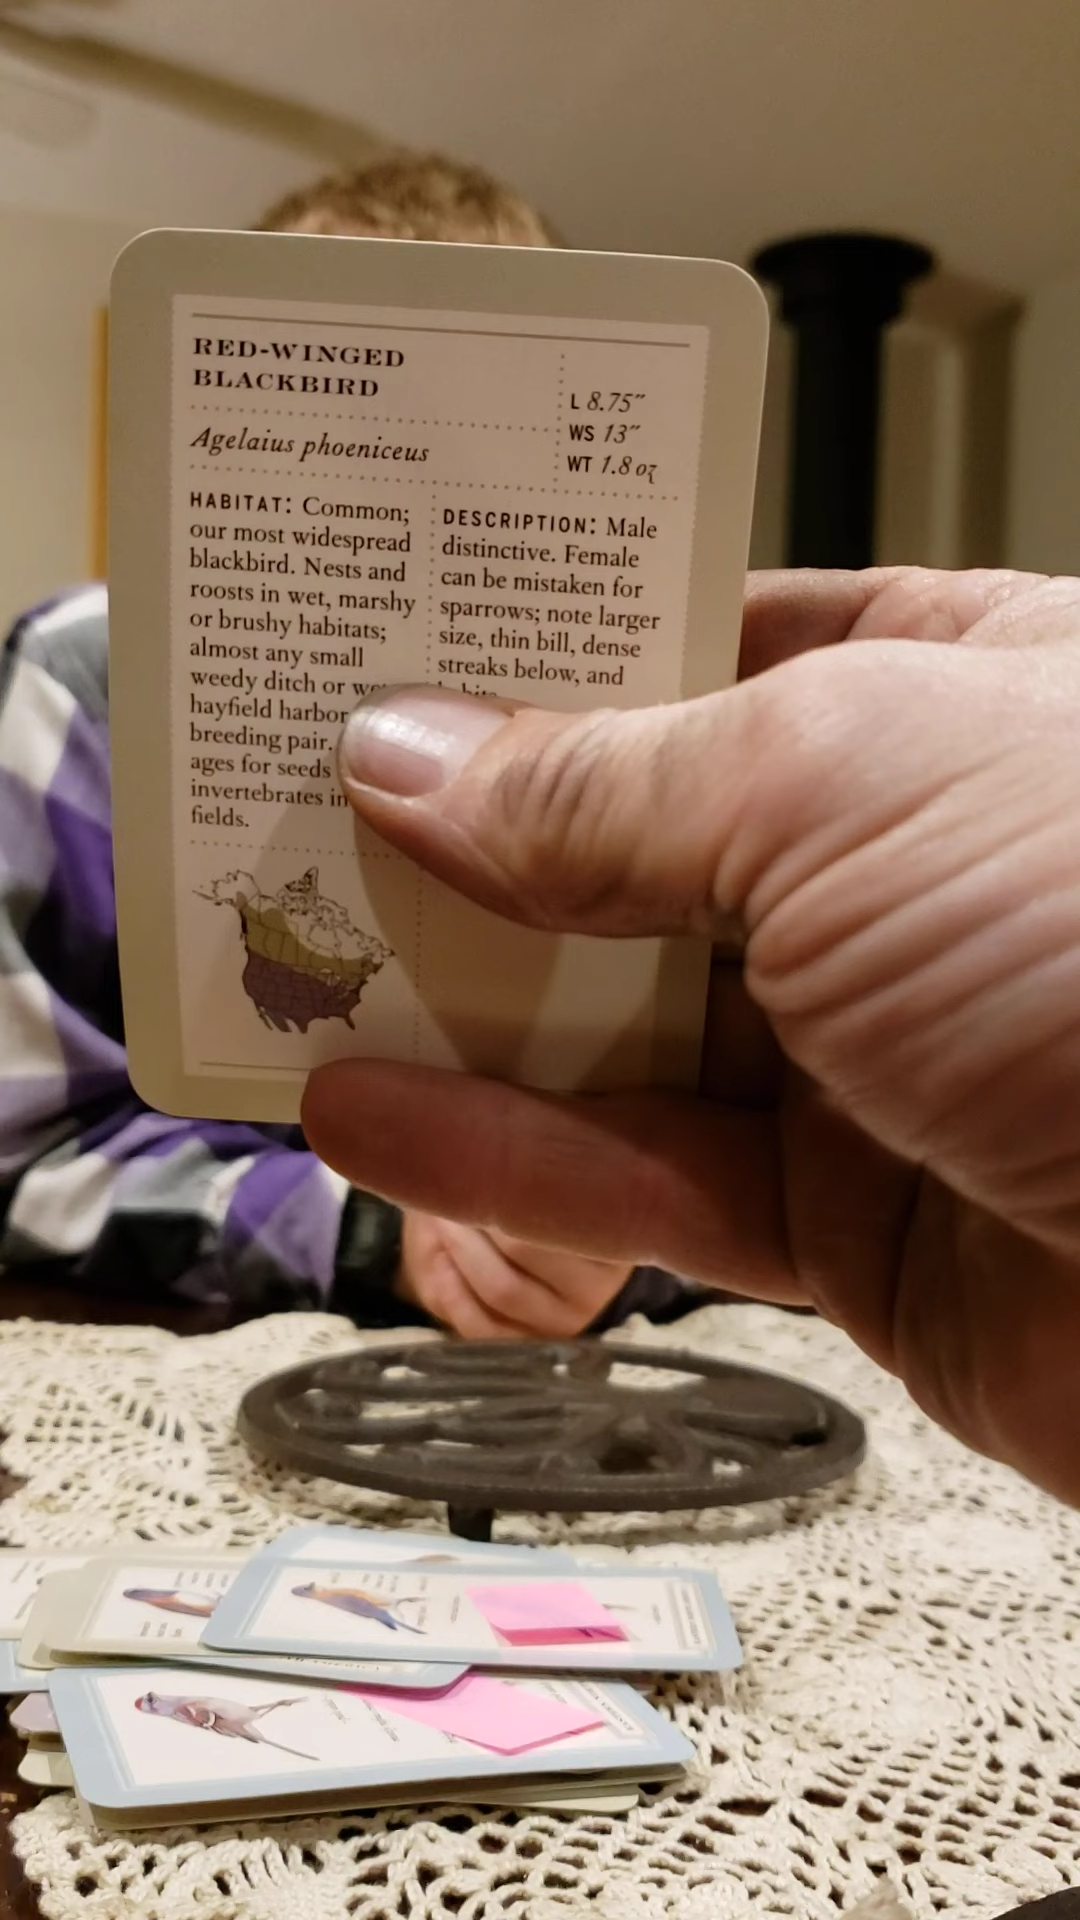 RED-WINGED
BLACKBIRD
Agelaius phoeniceus
L 8.75″
WS 13″
WT 1.8 oz
HABITAT: Common;
our most widespread
blackbird. Nests and
roosts in wet, marshy
or brushy habitats;
almost any small
weedy ditch or
hayfield harbor
breeding pair.
ages for seeds
invertebrates in
fields.
DESCRIPTION: Male
distinctive. Female
can be mistaken for
sparrows; note larger
size, thin bill, dense
streaks below, and